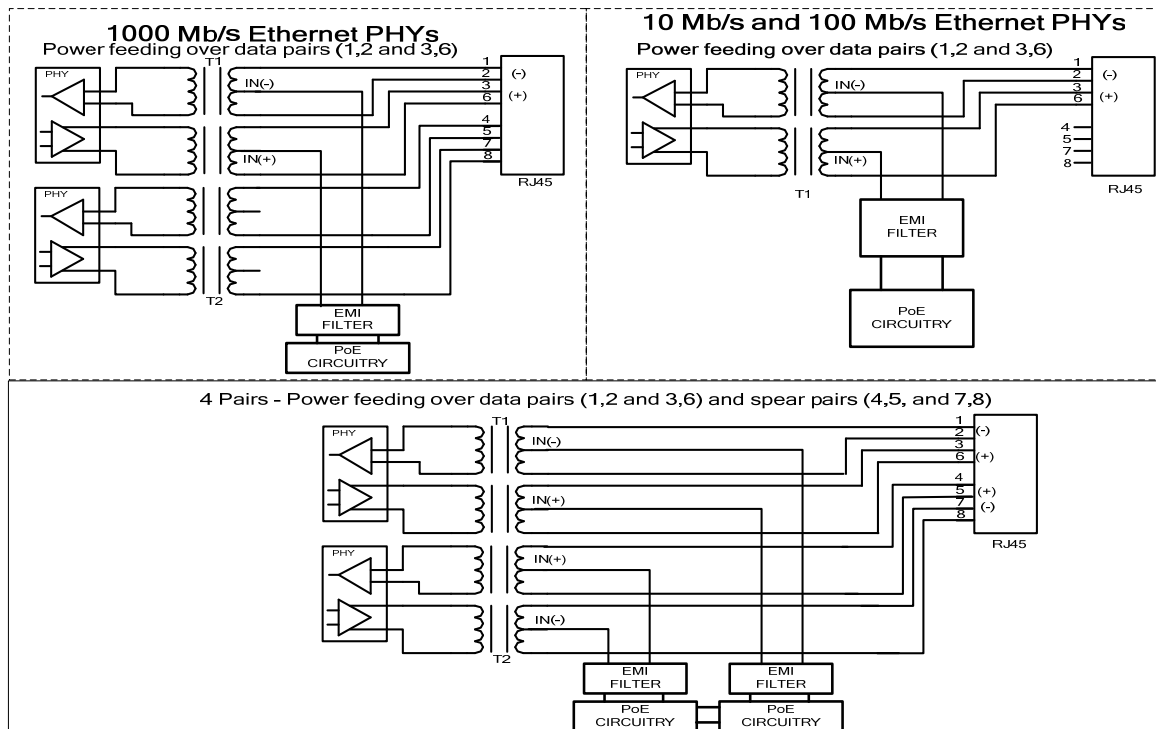 1000 Mb/s Ethernet PHYs
Power feeding over data pairs (1,2 and 3,6)
PHY
T1
IN(-)
IN(+)
1
2
3
6
4
5
7
8
(-)
(+)
RJ45
PHY
T2
EMI
FILTER
PoE
CIRCUITRY
10 Mb/s and 100 Mb/s Ethernet PHYs
Power feeding over data pairs (1,2 and 3,6)
PHY
IN(-)
IN(+)
T1
1
2
3
6
4
5
7
8
(-)
(+)
RJ45
EMI
FILTER
PoE
CIRCUITRY
4 Pairs - Power feeding over data pairs (1,2 and 3,6) and spear pairs (4,5, and 7,8)
PHY
T1
IN(-)
IN(+)
1
2
3
6
4
5
7
8
(-)
(+)
(+)
(-)
RJ45
PHY
IN(+)
IN(-)
T2
EMI
FILTER
EMI
FILTER
PoE
CIRCUITRY
PoE
CIRCUITRY